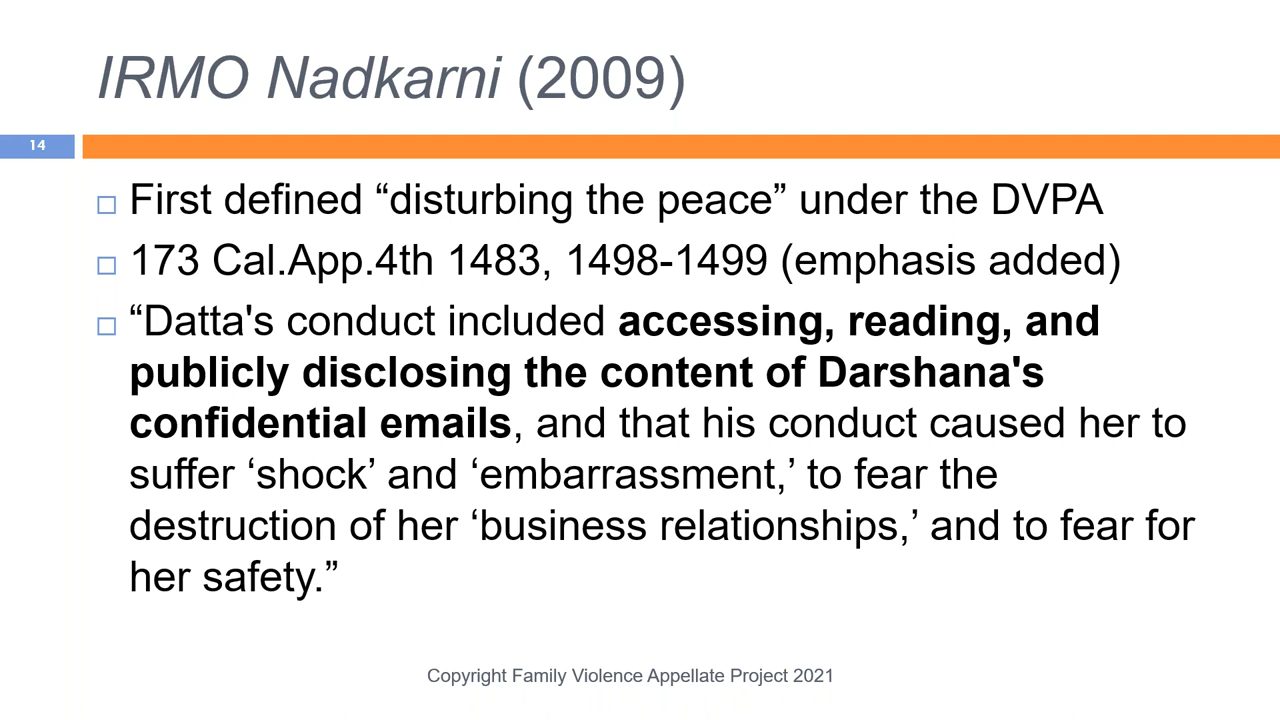 IRMO Nadkarni (2009)
14
First defined “disturbing the peace” under the DVPA
173 Cal.App.4th 1483, 1498-1499 (emphasis added)
“Datta's conduct included accessing, reading, and
publicly disclosing the content of Darshana's
confidential emails, and that his conduct caused her to
suffer ‘shock’ and ‘embarrassment,’ to fear the
destruction of her ‘business relationships,’ and to fear for
her safety.”
Copyright Family Violence Appellate Project 2021